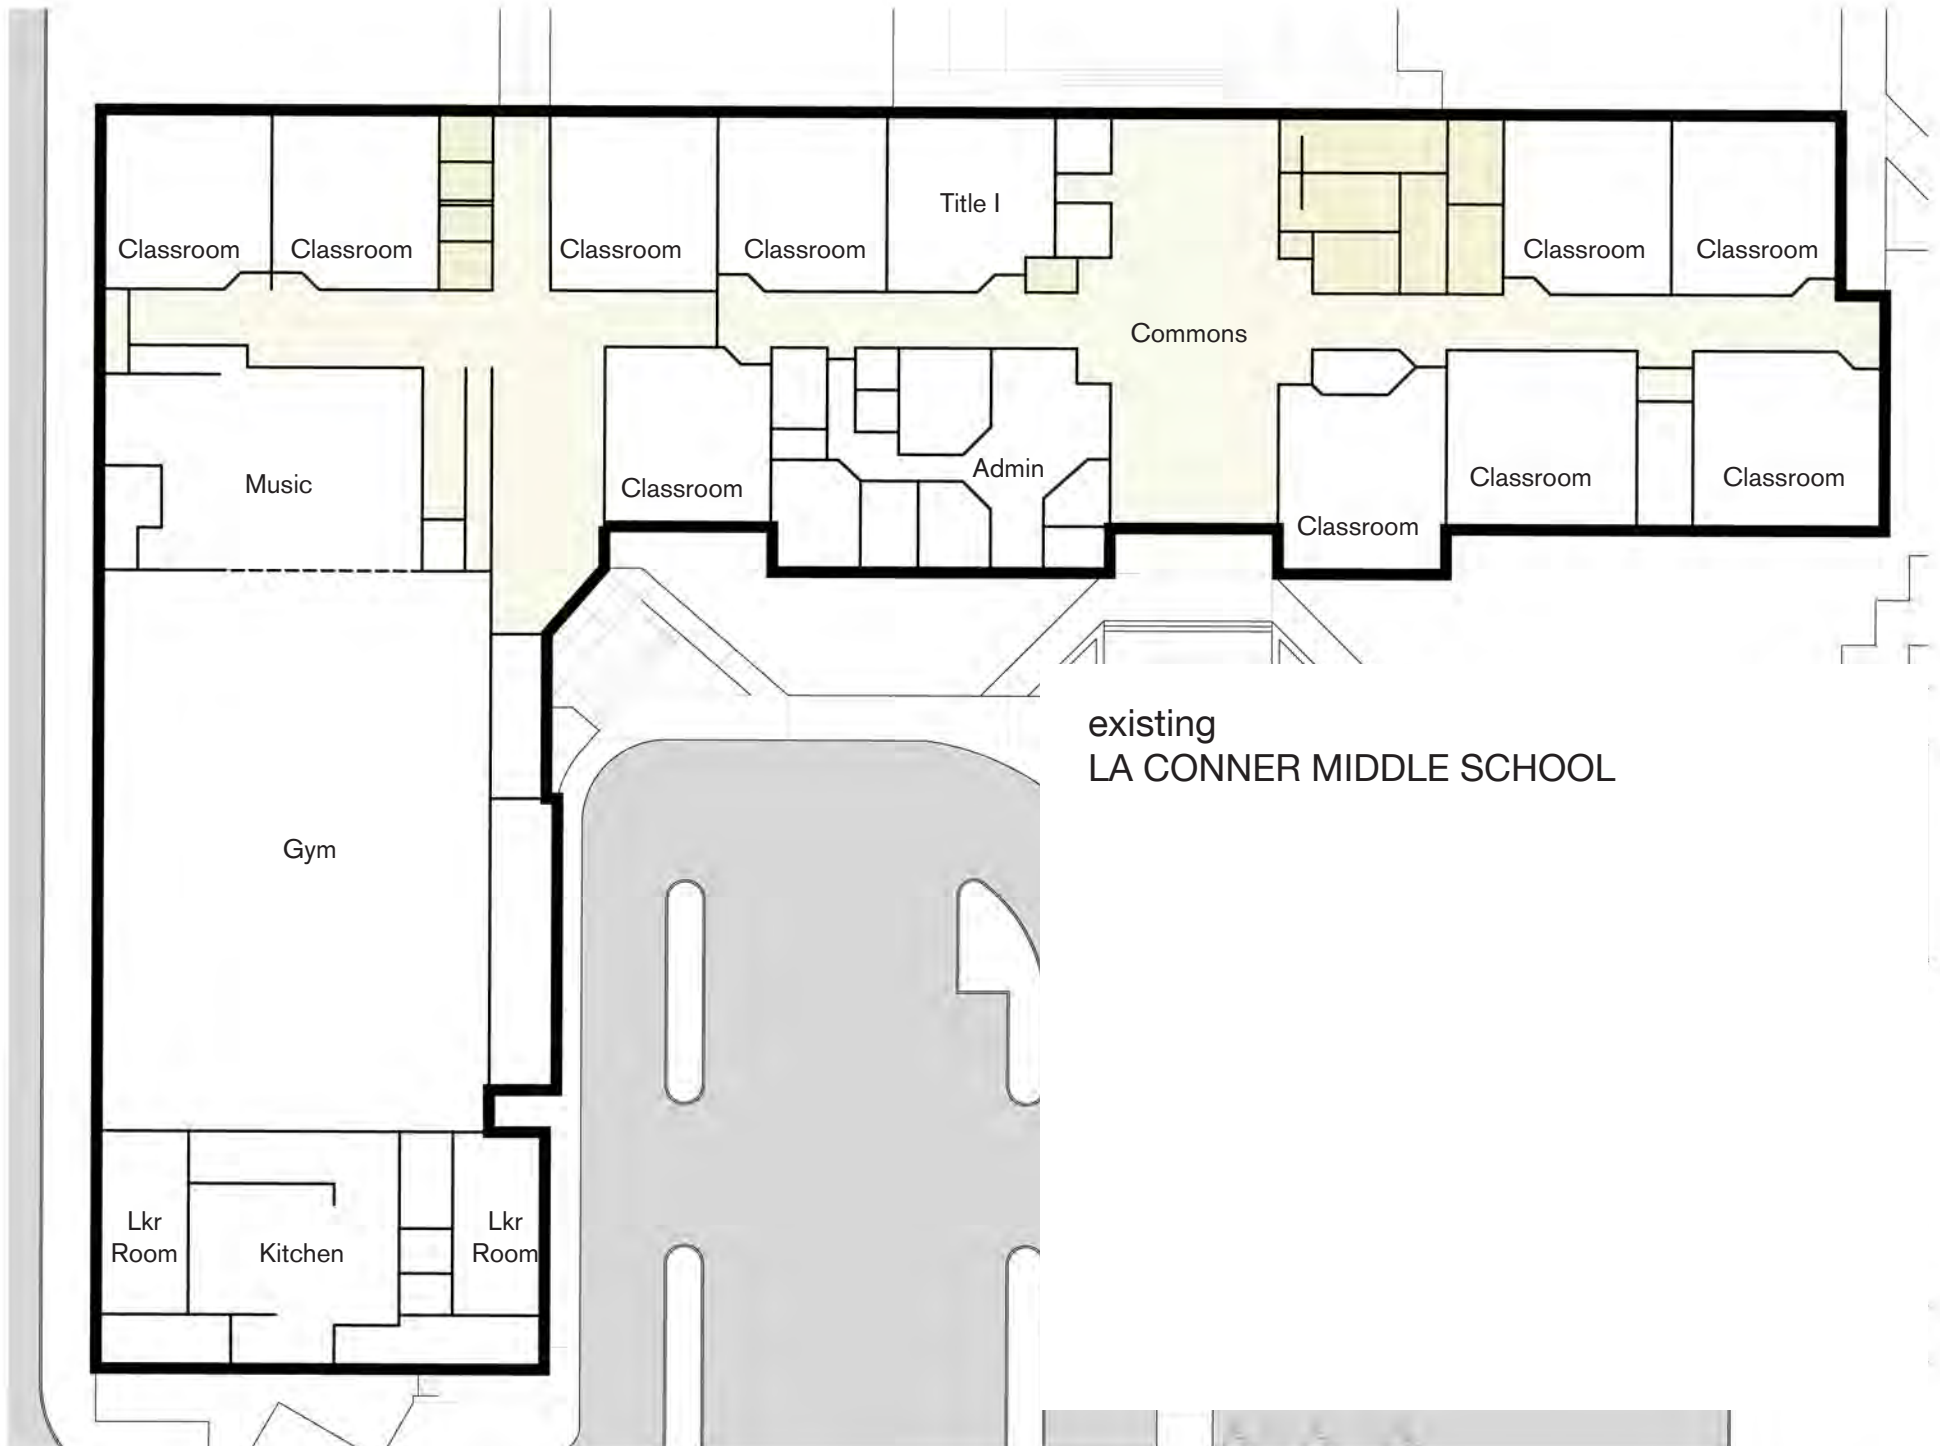 Title I
Classroom
Classroom
Classroom
Classroom
Classroom
Classroom
Commons
Music
Classroom
Admin
Classroom
Classroom
Classroom
existing
LA CONNER MIDDLE SCHOOL
Gym
Lkr
Room
Kitchen
Lkr
Room